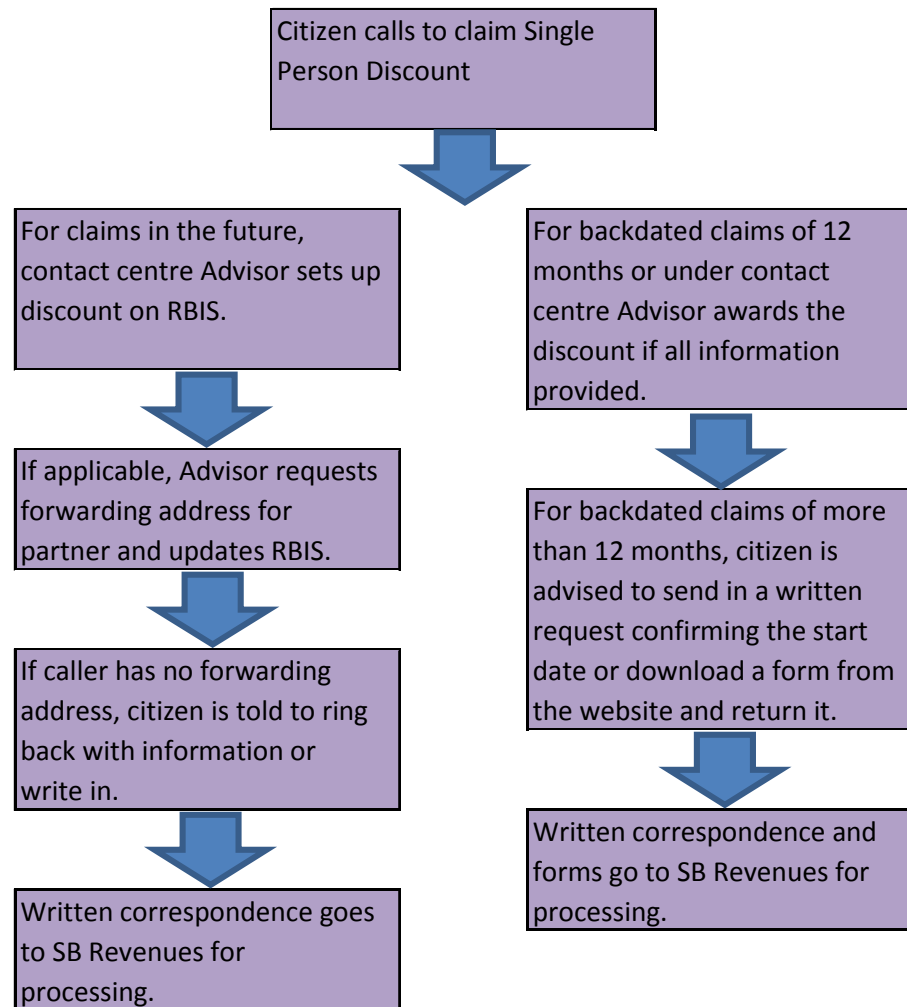 Citizen calls to claim Single
Person Discount
For claims in the future,
contact centre Advisor sets up
discount on RBIS.
If applicable, Advisor requests
forwarding address for
partner and updates RBIS.
If caller has no forwarding
address, citizen is told to ring
back with information or
write in.
Written correspondence goes
to SB Revenues for
processing.
For backdated claims of 12
months or under contact
centre Advisor awards the
discount if all information
provided.
For backdated claims of more
than 12 months, citizen is
advised to send in a written
request confirming the start
date or download a form from
the website and return it.
Written correspondence and
forms go to SB Revenues for
processing.